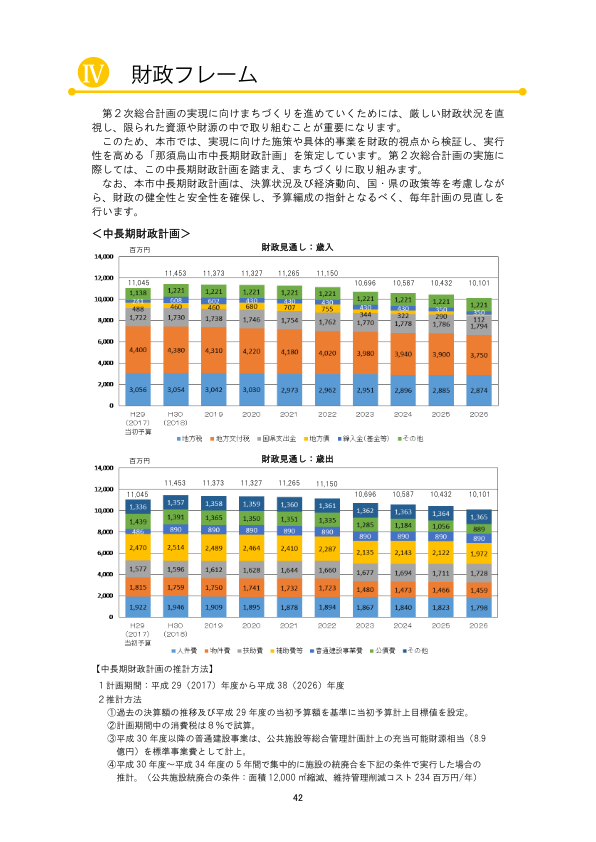 Ⅳ 財政フレーム
第２次総合計画の実現に向けまちづくりを進めていくためには、厳しい財政状況を直
視し、限られた資源や財源の中で取り組むことが重要になります。
このため、本市では、実現に向けた施策や具体的事業を財政的視点から検証し、実行
性を高める「那須烏山市中長期財政計画」を策定しています。第２次総合計画の実施に
際しては、この中長期財政計画を踏まえ、まちづくりに取り組みます。
なお、本市中長期財政計画は、決算状況及び経済動向、国・県の政策等を考慮しなが
ら、財政の健全性と安全性を確保し、予算編成の指針となるべく、毎年計画の見直しを
行います。
＜中長期財政計画＞
百万円 財政見通し：歳入
14,000
12,000
10,000
8,000
6,000
4,000
2,000
0
11,045 11,453 11,373 11,327 11,265 11,150 10,696 10,587 10,432 10,101
1,138 1,221 1,221 1,221 1,221 1,221 1,221 1,221 1,221 1,221
241 608 602 430 430 430 430 430 350 350
488 460 460 680 707 755 344 322 290 112
1,722 1,730 1,738 1,746 1,754 1,762 1,770 1,778 1,786 1,794
4,400 4,380 4,310 4,220 4,180 4,020 3,980 3,940 3,900 3,750
3,056 3,054 3,042 3,030 2,973 2,962 2,951 2,896 2,885 2,874
H29 H30 2019 2020 2021 2022 2023 2024 2025 2026
(2017) (2018)
当初予算
地方税 地方交付税 国県支出金 地方債 繰入金(基金等) その他
百万円 財政見通し：歳出
14,000
12,000
10,000
8,000
6,000
4,000
2,000
0
11,045 11,453 11,373 11,327 11,265 11,150 10,696 10,587 10,432 10,101
1,336 1,357 1,358 1,359 1,360 1,361 1,362 1,363 1,364 1,365
1,439 1,391 1,365 1,350 1,351 1,335 1,285 1,184 1,056 889
486 890 890 890 890 890 890 890 890 890
2,470 2,514 2,489 2,464 2,410 2,287 2,135 2,143 2,122 1,972
1,577 1,596 1,612 1,628 1,644 1,660 1,677 1,694 1,711 1,728
1,815 1,759 1,750 1,741 1,732 1,723 1,480 1,473 1,466 1,459
1,922 1,946 1,909 1,895 1,878 1,894 1,867 1,840 1,823 1,798
H29 H30 2019 2020 2021 2022 2023 2024 2025 2026
(2017) (2018)
当初予算
人件費 物件費 扶助費 補助費等 普通建設事業費 公債費 その他
【中長期財政計画の推計方法】
１計画期間：平成 29（2017）年度から平成 38（2026）年度
２推計方法
①過去の決算額の推移及び平成 29 年度の当初予算額を基準に当初予算計上目標値を設定。
②計画期間中の消費税は８％で試算。
③平成 30 年度以降の普通建設事業は、公共施設等総合管理計画計上の充当可能財源相当（8.9
億円）を標準事業費として計上。
④平成 30 年度～平成 34 年度の 5 年間で集中的に施設の統廃合を下記の条件で実行した場合の
推計。（公共施設統廃合の条件：面積 12,000 ㎡縮減、維持管理削減コスト 234 百万円/年）
42